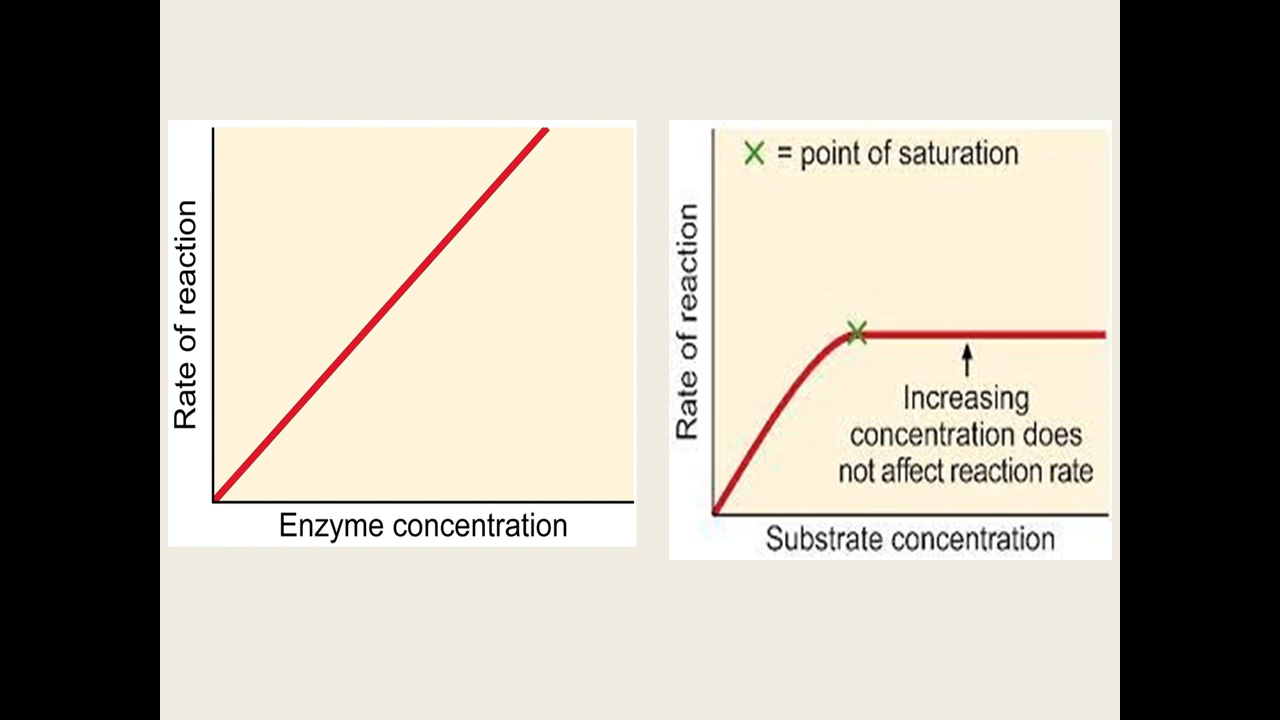 Rate of reaction
Enzyme concentration
X = point of saturation
Rate of reaction
Increasing
concentration does
not affect reaction rate
Substrate concentration